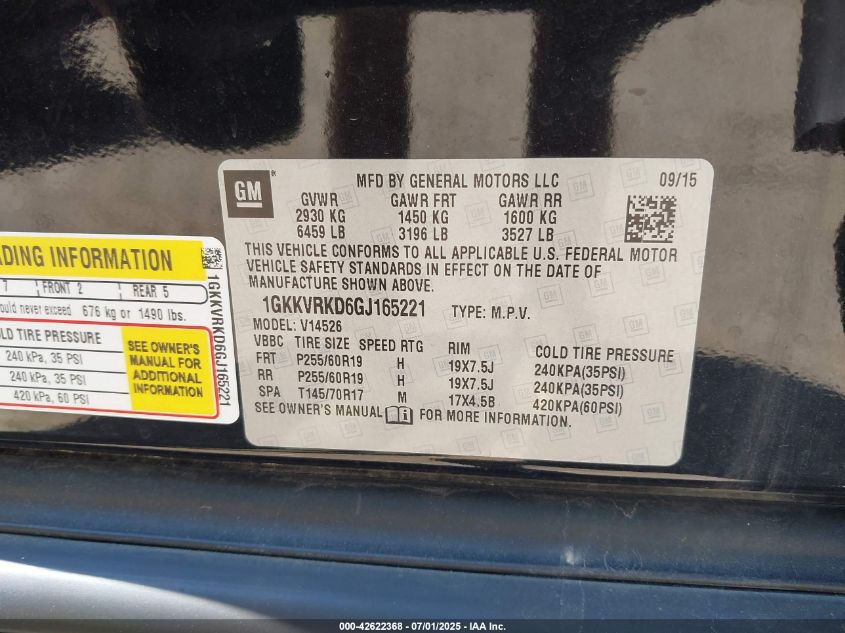 GM
MFD BY GENERAL MOTORS LLC 09/15
GVWR GAWR FRT GAWR RR
2930 KG 1450 KG 1600 KG
6459 LB 3196 LB 3527 LB
THIS VEHICLE CONFORMS TO ALL APPLICABLE U.S. FEDERAL MOTOR
VEHICLE SAFETY STANDARDS IN EFFECT ON THE DATE OF
MANUFACTURE SHOWN ABOVE.
1GKKVRKD6GJ165221 TYPE: M.P.V.
MODEL: V14526
VBBC TIRE SIZE SPEED RTG RIM COLD TIRE PRESSURE
FRT P255/60R19 H 19X7.5J 240KPA(35PSI)
RR P255/60R19 H 19X7.5J 240KPA(35PSI)
SPA T145/70R17 M 17X4.5B 420KPA(60PSI)
SEE OWNER'S MANUAL i FOR MORE INFORMATION.
ADING INFORMATION
7 FRONT 2 REAR 5
ould never exceed 676 kg or 1490 lbs.
COLD TIRE PRESSURE
240 kPa, 35 PSI
240 kPa, 35 PSI
420 kPa, 60 PSI
SEE OWNER'S
MANUAL FOR
ADDITIONAL
INFORMATION
1GKKVRKD6GJ165221
000-42622368 - 07/01/2025 - IAA Inc.